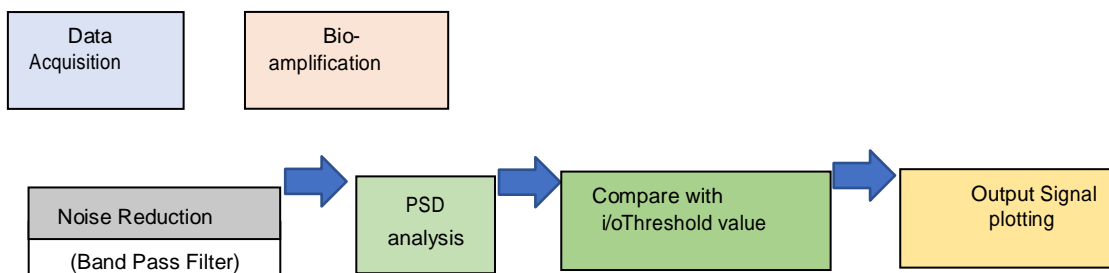 Data
Acquisition
Bio-
amplification
Noise Reduction
(Band Pass Filter)
PSD
analysis
Compare with
i/oThreshold value
Output Signal
plotting